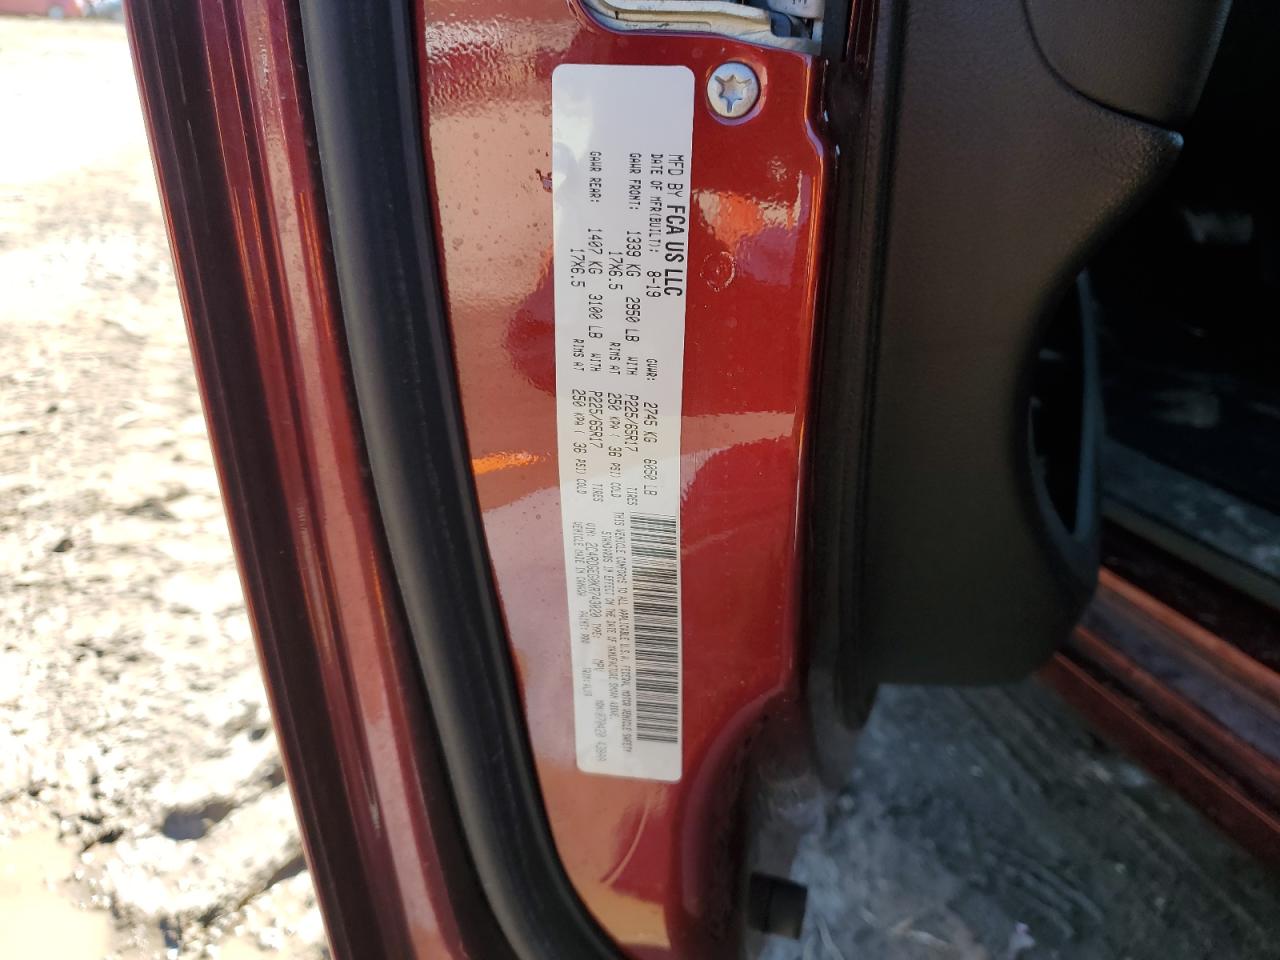 MFD BY FCA US LLC
DATE OF MFR(BUILT): 8-19 GVWR: 2745 KG 6050 LB
GAWR FRONT: 1339 KG 2950 LB WITH P225/65R17 TIRES
17X6.5 RIMS AT 250 KPA( 36 PSI) COLD
GAWR REAR: 1407 KG 3100 LB WITH P225/65R17 TIRES
17X6.5 RIMS AT 250 KPA( 36 PSI) COLD
THIS VEHICLE CONFORMS TO ALL APPLICABLE U.S.A. FEDERAL MOTOR VEHICLE SAFETY
STANDARDS IN EFFECT ON THE DATE OF MANUFACTURE SHOWN ABOVE.
VIN: TYPE: MPV
VEHICLE MADE IN CANADA PAINT: TRIM: